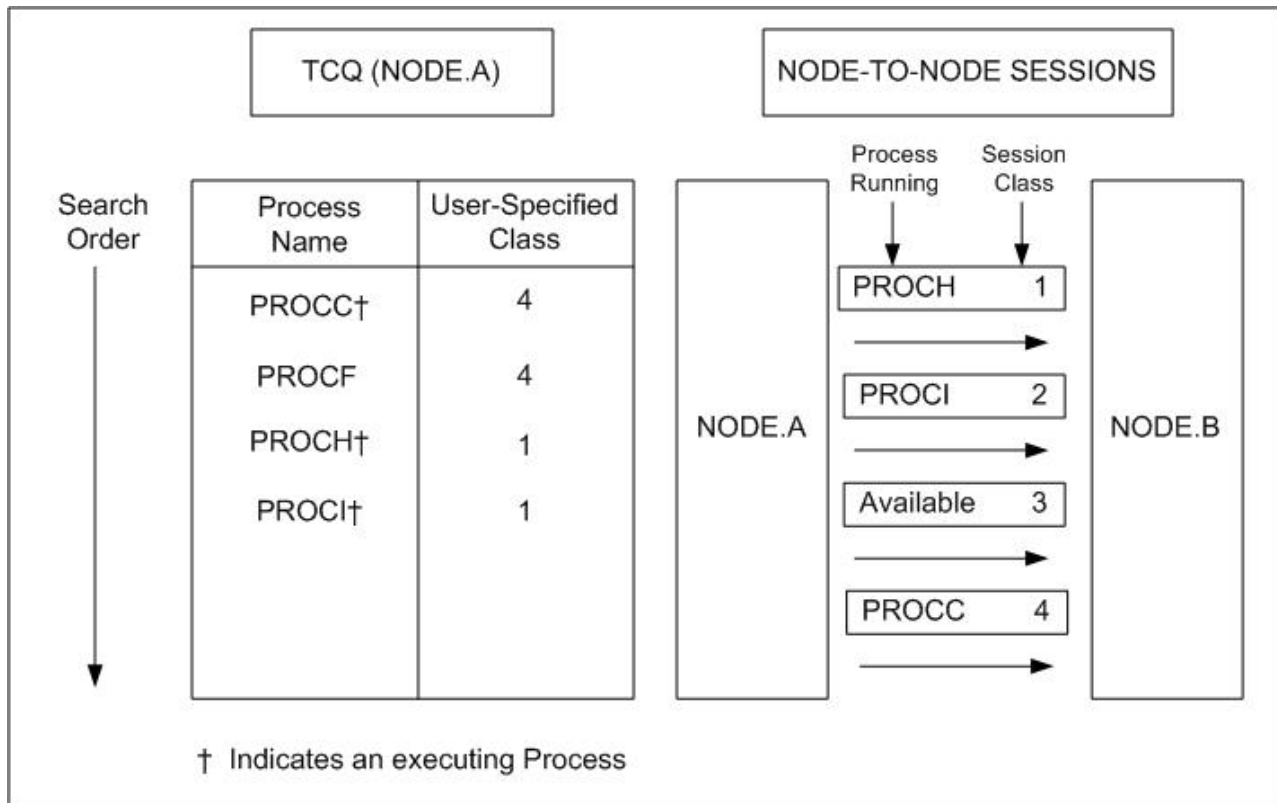 TCQ (NODE.A)
NODE-TO-NODE SESSIONS
Search
Order
Process
Name
User-Specified
Class
PROCC† 4
PROCF 4
PROCH† 1
PROCI† 1
Process
Running
Session
Class
NODE.A
PROCH 1
PROCI 2
Available 3
PROCC 4
NODE.B
† Indicates an executing Process